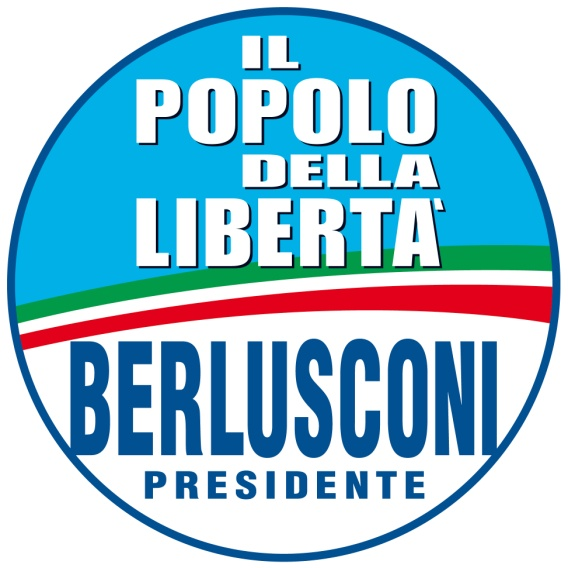 IL
POPOLO
DELLA
LIBERTÀ
BERLUSCONI
PRESIDENTE